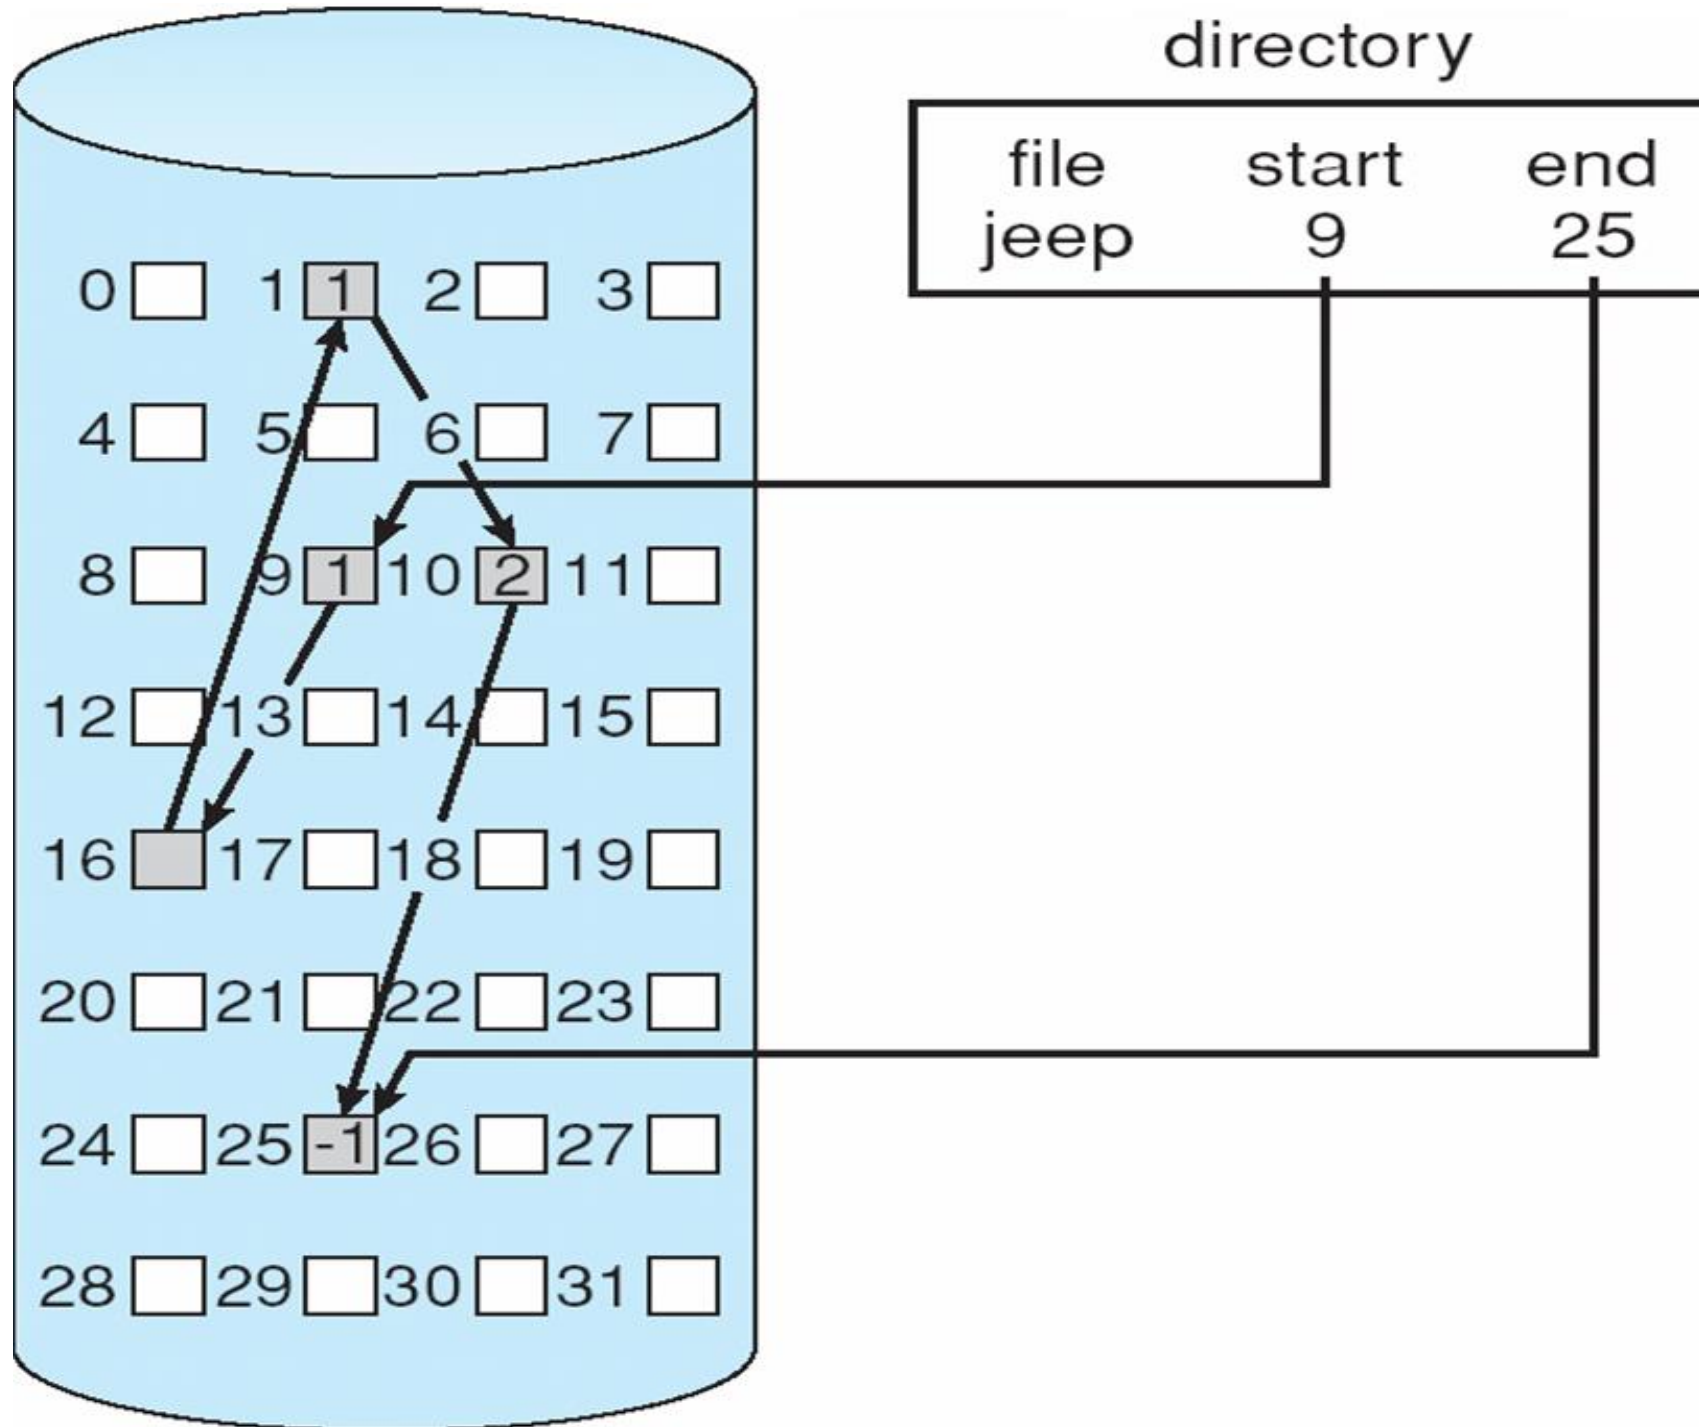 directory
file start end
jeep 9 25
0 1 1 2 3
4 5 6 7
8 9 1 10 2 11
12 13 14 15
16 17 18 19
20 21 22 23
24 25 -1 26 27
28 29 30 31